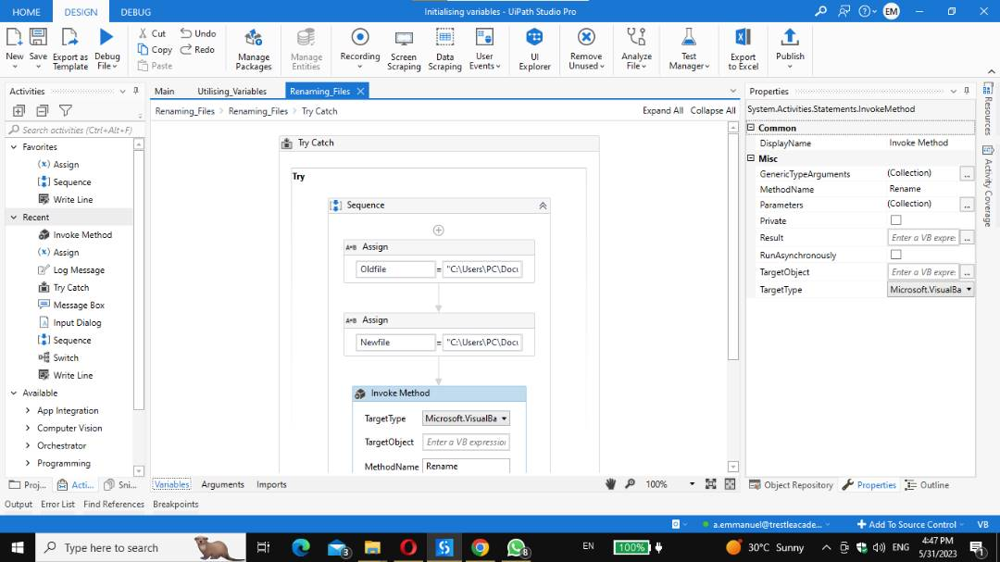 HOME DESIGN DEBUG Initialising variables - UiPath Studio Pro EM
New Save Export as Template Debug File Cut Copy Paste Undo Redo Manage Packages Manage Entities Recording Screen Scraping Data Scraping User Events UI Explorer Remove Unused Analyze File Test Manager Export to Excel Publish
Activities Main Utilising_Variables Renaming_Files Properties
Renaming_Files > Renaming_Files > Try Catch Expand All Collapse All
System.Activities.Statements.InvokeMethod
Search activities (Ctrl+Alt+F)
Favorites
Assign
Sequence
Write Line
Recent
Invoke Method
Assign
Log Message
Try Catch
Message Box
Input Dialog
Sequence
Switch
Write Line
Available
App Integration
Computer Vision
Orchestrator
Programming
Try Catch
Try
Sequence
A*B Assign
Oldfile = "C:\Users\PC\Docu
A*B Assign
Newfile = "C:\Users\PC\Docu
Invoke Method
TargetType Microsoft.VisualBa
TargetObject Enter a VB expression
MethodName Rename
Common
DisplayName Invoke Method
Misc
GenericTypeArguments (Collection) ...
MethodName Rename
Parameters (Collection) ...
Private
Result Enter a VB expre: ...
RunAsynchronously
TargetObject Enter a VB expre: ...
TargetType Microsoft.VisualBa
Resources
Activity Coverage
Proj... Acti... Sni... Variables Arguments Imports 100% Object Repository Properties Outline
Output Error List Find References Breakpoints
a.emmanuel@trestleacade... Add To Source Control VB
Type here to search 3 8 EN 100% 30°C Sunny ENG 4:47 PM
5/31/2023 1